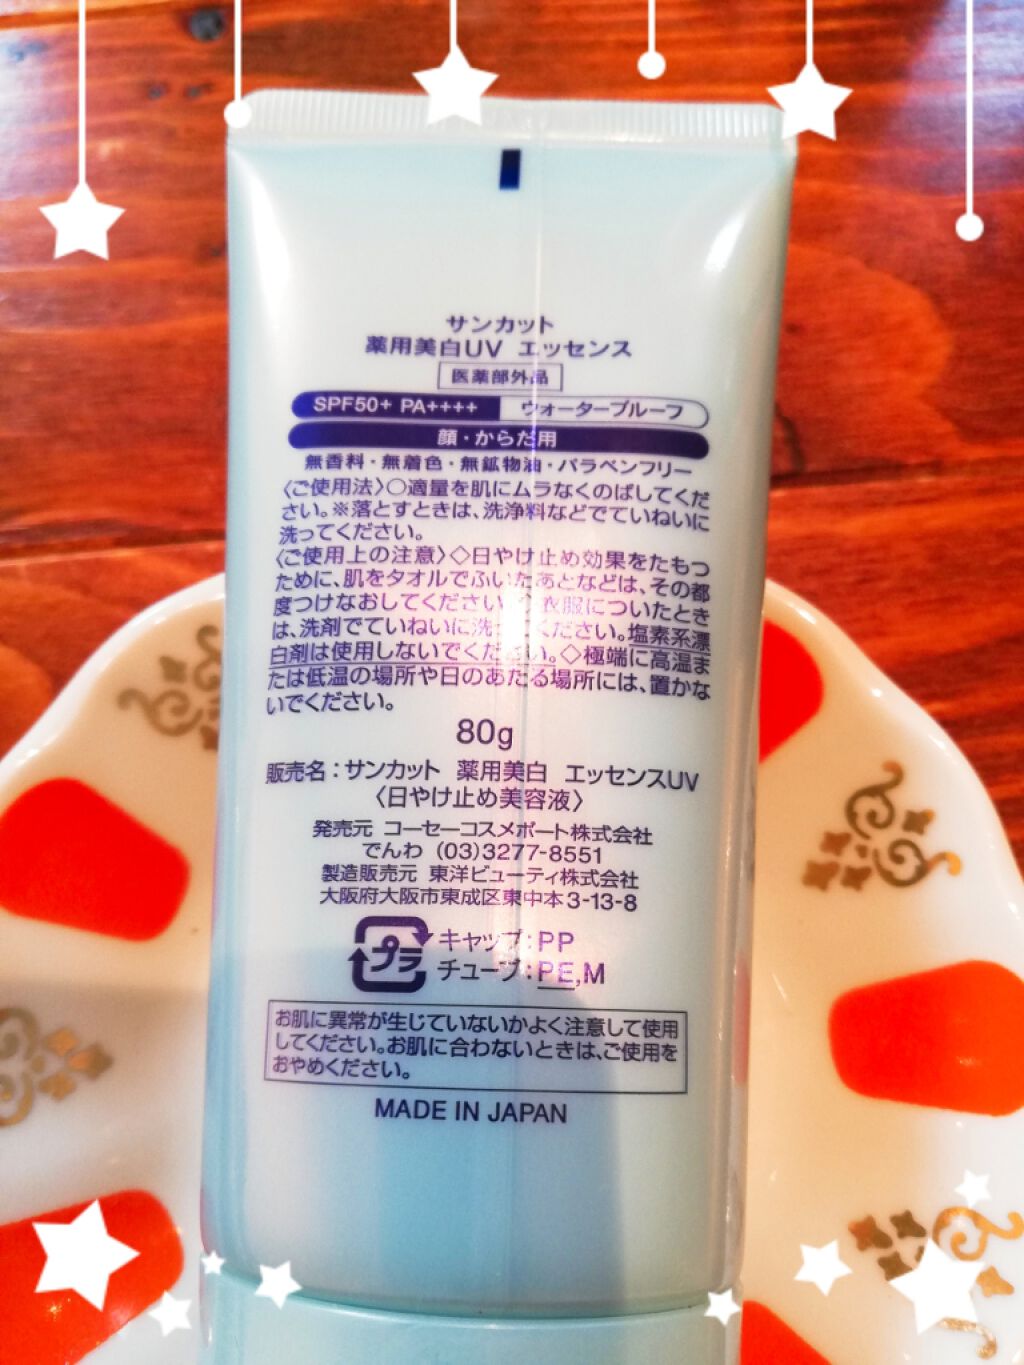 サンカット
薬用美白UV エッセンス
医薬部外品
SPF50+ PA++++ ウォータープルーフ
顔・からだ用
無香料・無着色・無鉱物油・パラベンフリー
〈ご使用法〉○適量を肌にムラなくのばしてくだ
さい。※落とすときは、洗浄料などでていねいに
洗ってください。
〈ご使用上の注意〉◇日やけ止め効果をたもつ
ために、肌をタオルでふいたあとなどは、その都
度つけなおしてください。◇衣服についたとき
は、洗剤でていねいに洗ってください。塩素系漂
白剤は使用しないでください。◇極端に高温ま
たは低温の場所や日のあたる場所には、置かな
いでください。
80g
販売名:サンカット 薬用美白 エッセンスUV
〈日やけ止め美容液〉
発売元 コーセーコスメポート株式会社
でんわ (03)3277-8551
製造販売元 東洋ビューティ株式会社
大阪府大阪市東成区東中本3-13-8
プラ キャップ:PP
チューブ:PE,M
お肌に異常が生じていないかよく注意して使用
してください。お肌に合わないときは、ご使用を
おやめください。
MADE IN JAPAN